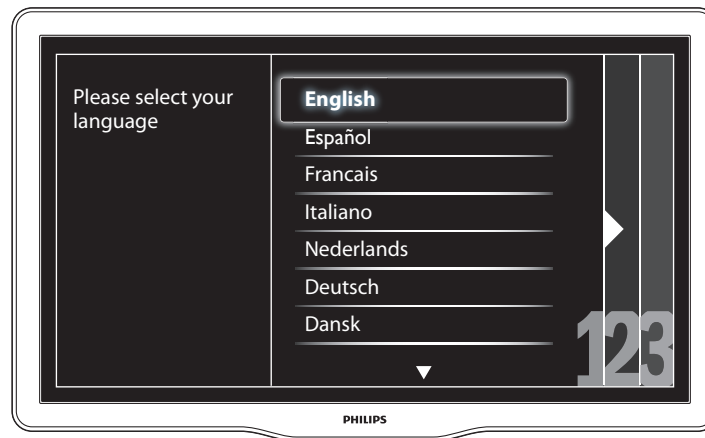 Please select your
language
English
Español
Francais
Italiano
Nederlands
Deutsch
Dansk
123
PHILIPS